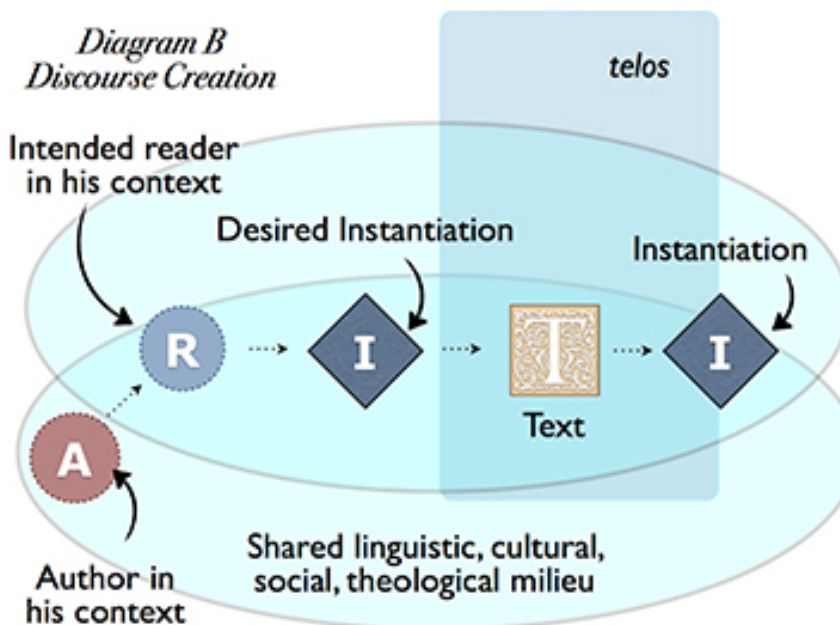 Diagram B
Discourse Creation
telos
Intended reader
in his context
Desired Instantiation
Instantiation
R
I
T
I
Text
A
Shared linguistic, cultural,
social, theological milieu
Author in
his context